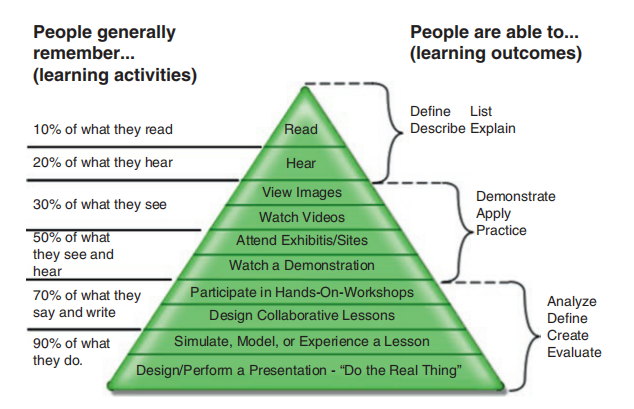 People generally
remember...
(learning activities)
People are able to...
(learning outcomes)
10% of what they read
20% of what they hear
30% of what they see
50% of what
they see and
hear
70% of what they
say and write
90% of what
they do.
Read
Hear
View Images
Watch Videos
Attend Exhibitis/Sites
Watch a Demonstration
Participate in Hands-On-Workshops
Design Collaborative Lessons
Simulate, Model, or Experience a Lesson
Design/Perform a Presentation - “Do the Real Thing”
Define List
Describe Explain
Demonstrate
Apply
Practice
Analyze
Define
Create
Evaluate